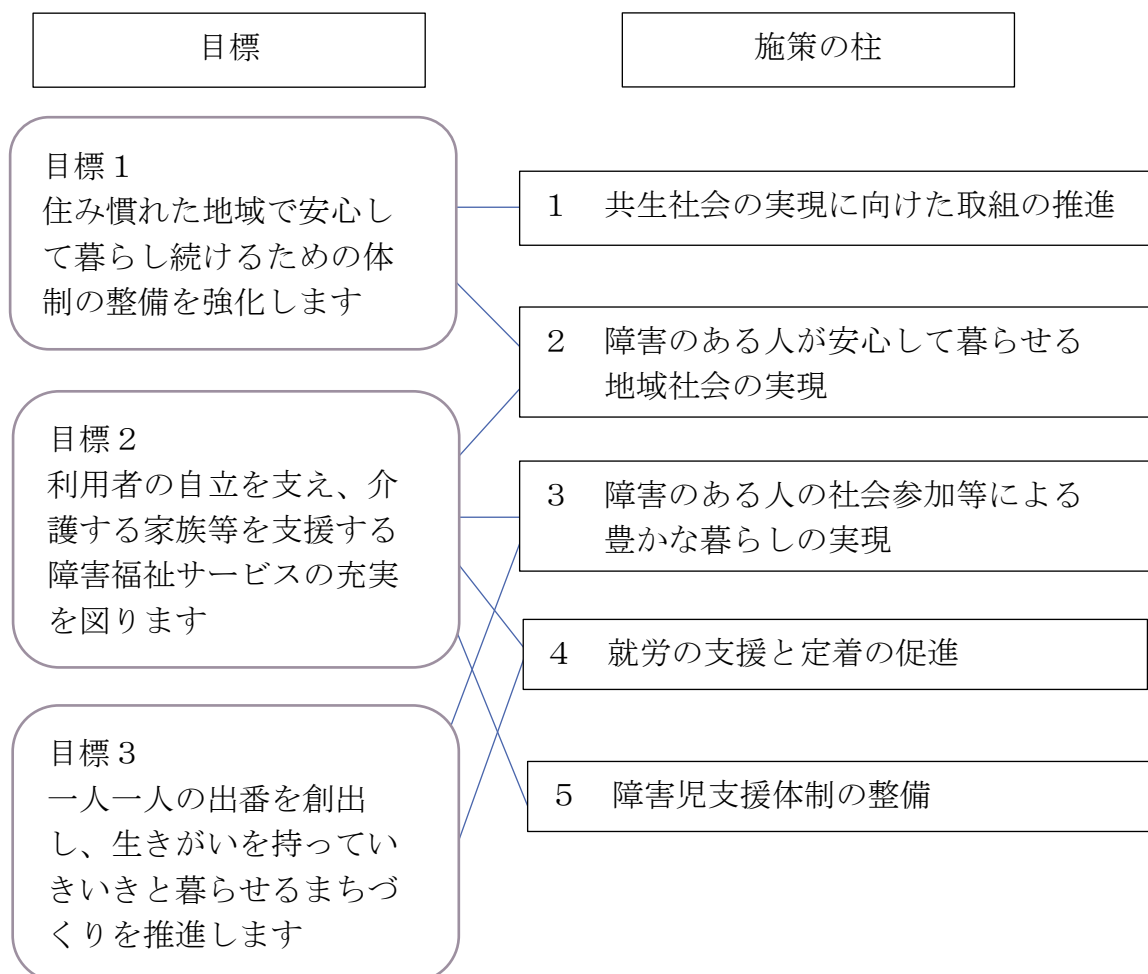 目標
施策の柱
目標１
住み慣れた地域で安心し
て暮らし続けるための体
制の整備を強化します
目標２
利用者の自立を支え、介
護する家族等を支援する
障害福祉サービスの充実
を図ります
目標３
一人一人の出番を創出
し、生きがいを持ってい
きいきと暮らせるまちづ
くりを推進します
１　共生社会の実現に向けた取組の推進
２　障害のある人が安心して暮らせる
地域社会の実現
３　障害のある人の社会参加等による
豊かな暮らしの実現
４　就労の支援と定着の促進
５　障害児支援体制の整備